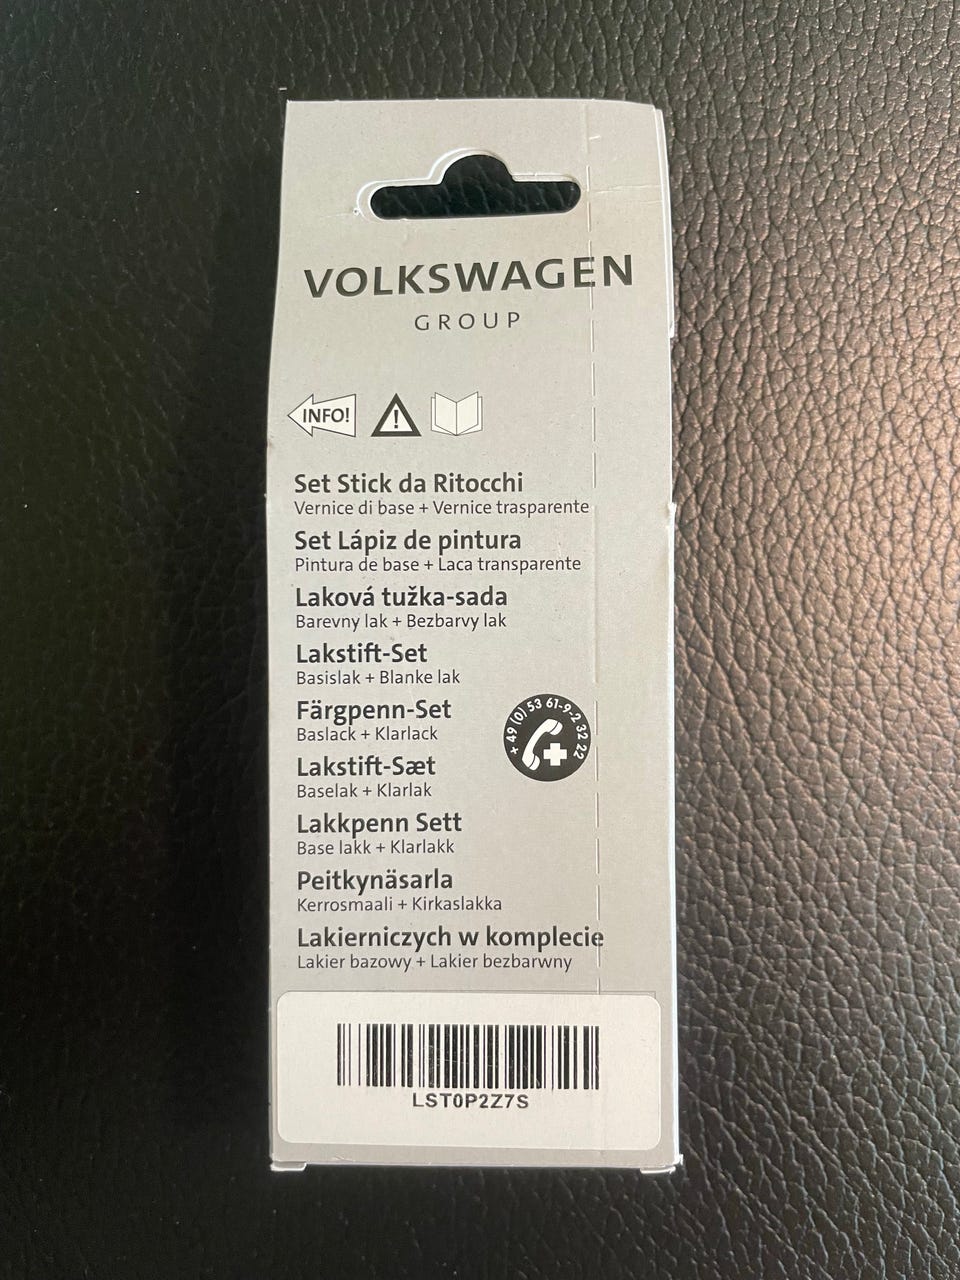 VOLKSWAGEN
GROUP
INFO!
Set Stick da Ritocchi
Vernice di base + Vernice trasparente
Set Lápiz de pintura
Pintura de base + Laca transparente
Laková tužka-sada
Barevny lak + Bezbarvy lak
Lakstift-Set
Basislak + Blanke lak
Färgpenn-Set
Baslack + Klarlack
+ 49 (0) 53 61-9-2 32 22
Lakstift-Sæt
Baselak + Klarlak
Lakkpenn Sett
Base lakk + Klarlakk
Peitkynäsarla
Kerrosmaali + Kirkaslakka
Lakierniczych w komplecie
Lakier bazowy + Lakier bezbarwny
LST0P2Z7S